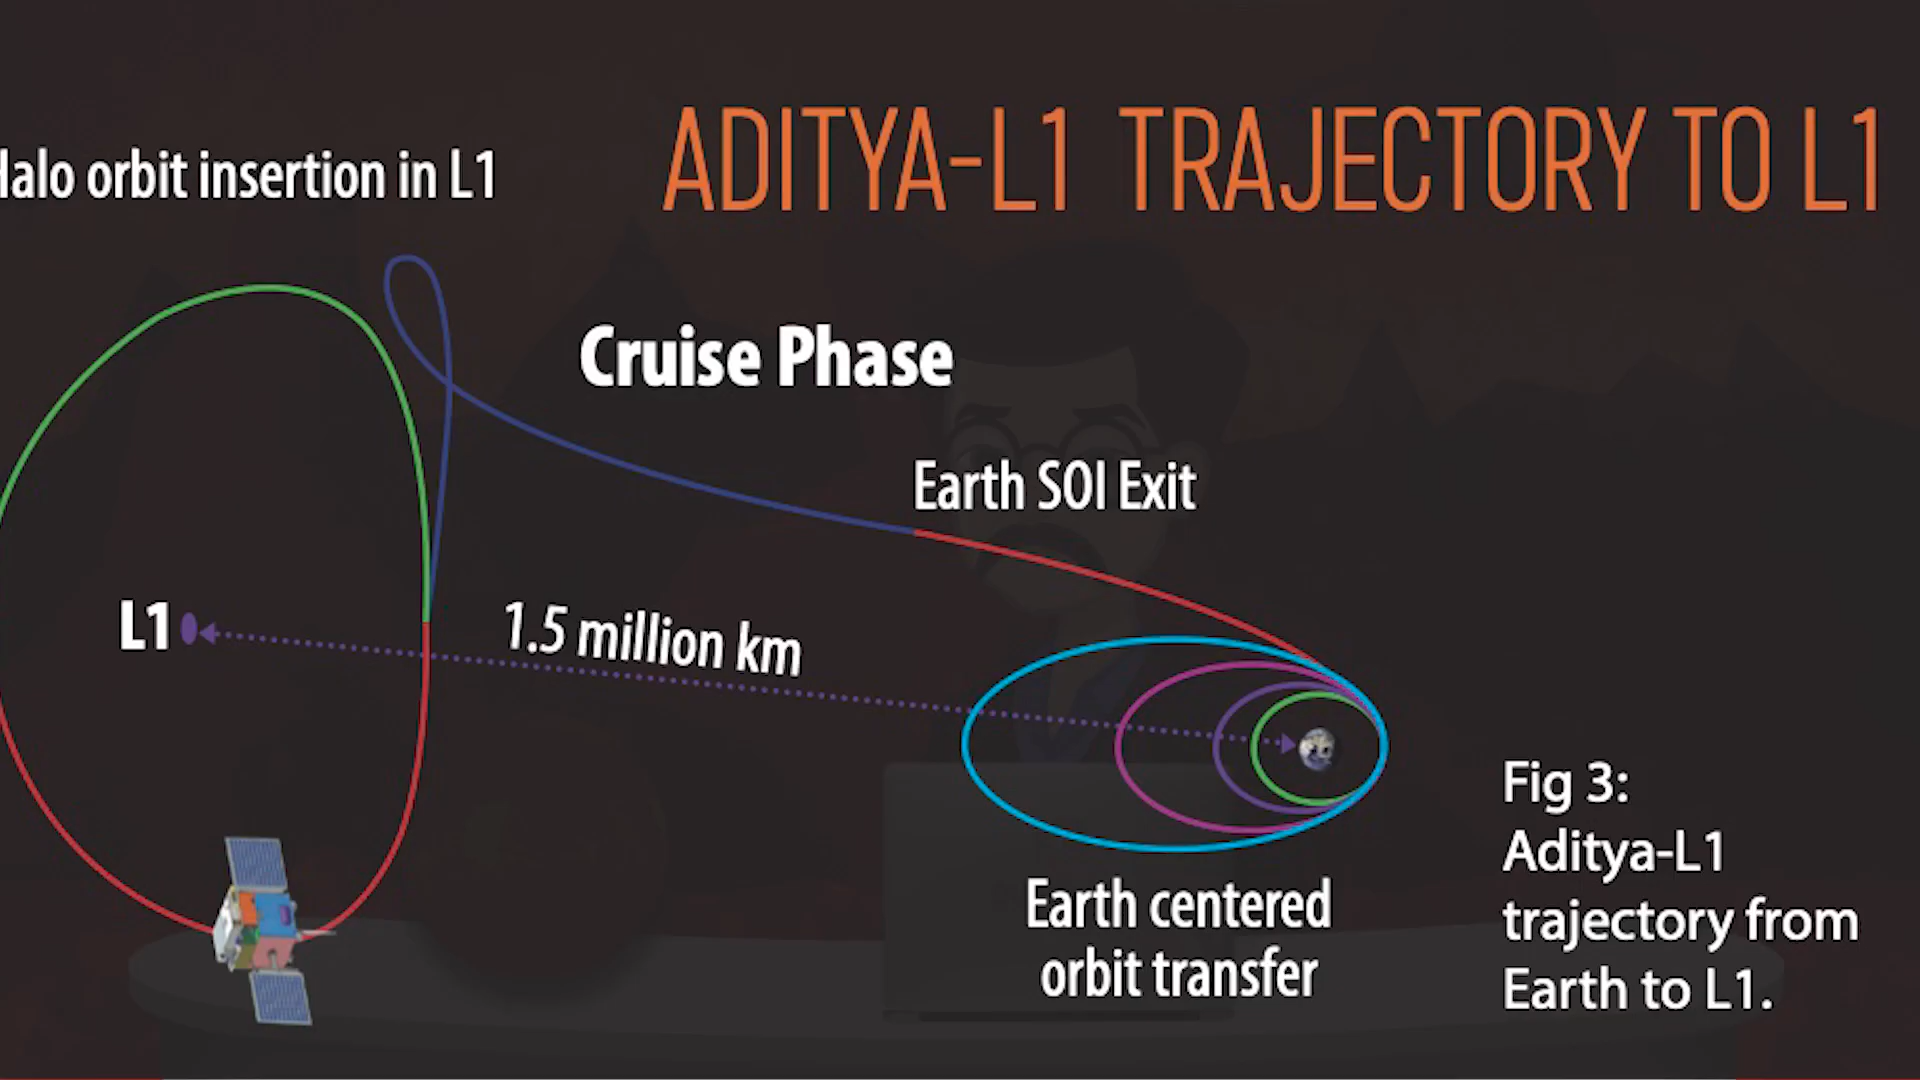 ADITYA-L1 TRAJECTORY TO L1
Halo orbit insertion in L1
Cruise Phase
Earth SOI Exit
L1
1.5 million km
Earth centered
orbit transfer
Fig 3:
Aditya-L1
trajectory from
Earth to L1.